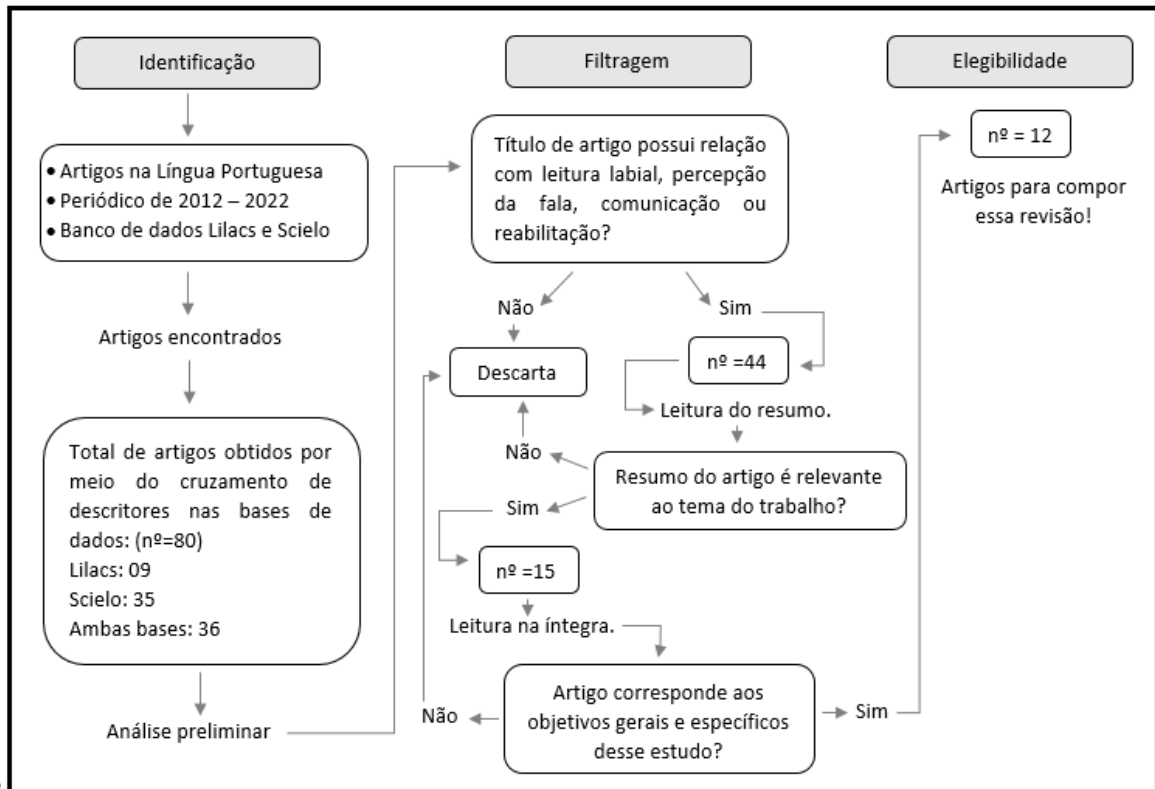 Identificação
• Artigos na Língua Portuguesa
• Periódico de 2012 – 2022
• Banco de dados Lilacs e Scielo
Artigos encontrados
Total de artigos obtidos por
meio do cruzamento de
descritores nas bases de
dados: (nº=80)
Lilacs: 09
Scielo: 35
Ambas bases: 36
Análise preliminar
Filtragem
Título de artigo possui relação
com leitura labial, percepção
da fala, comunicação ou
reabilitação?
Não
Sim
Descarta
nº =44
Leitura do resumo.
Resumo do artigo é relevante
ao tema do trabalho?
Não
Sim
nº =15
Leitura na íntegra.
Artigo corresponde aos
objetivos gerais e específicos
desse estudo?
Não
Sim
Elegibilidade
nº = 12
Artigos para compor
essa revisão!